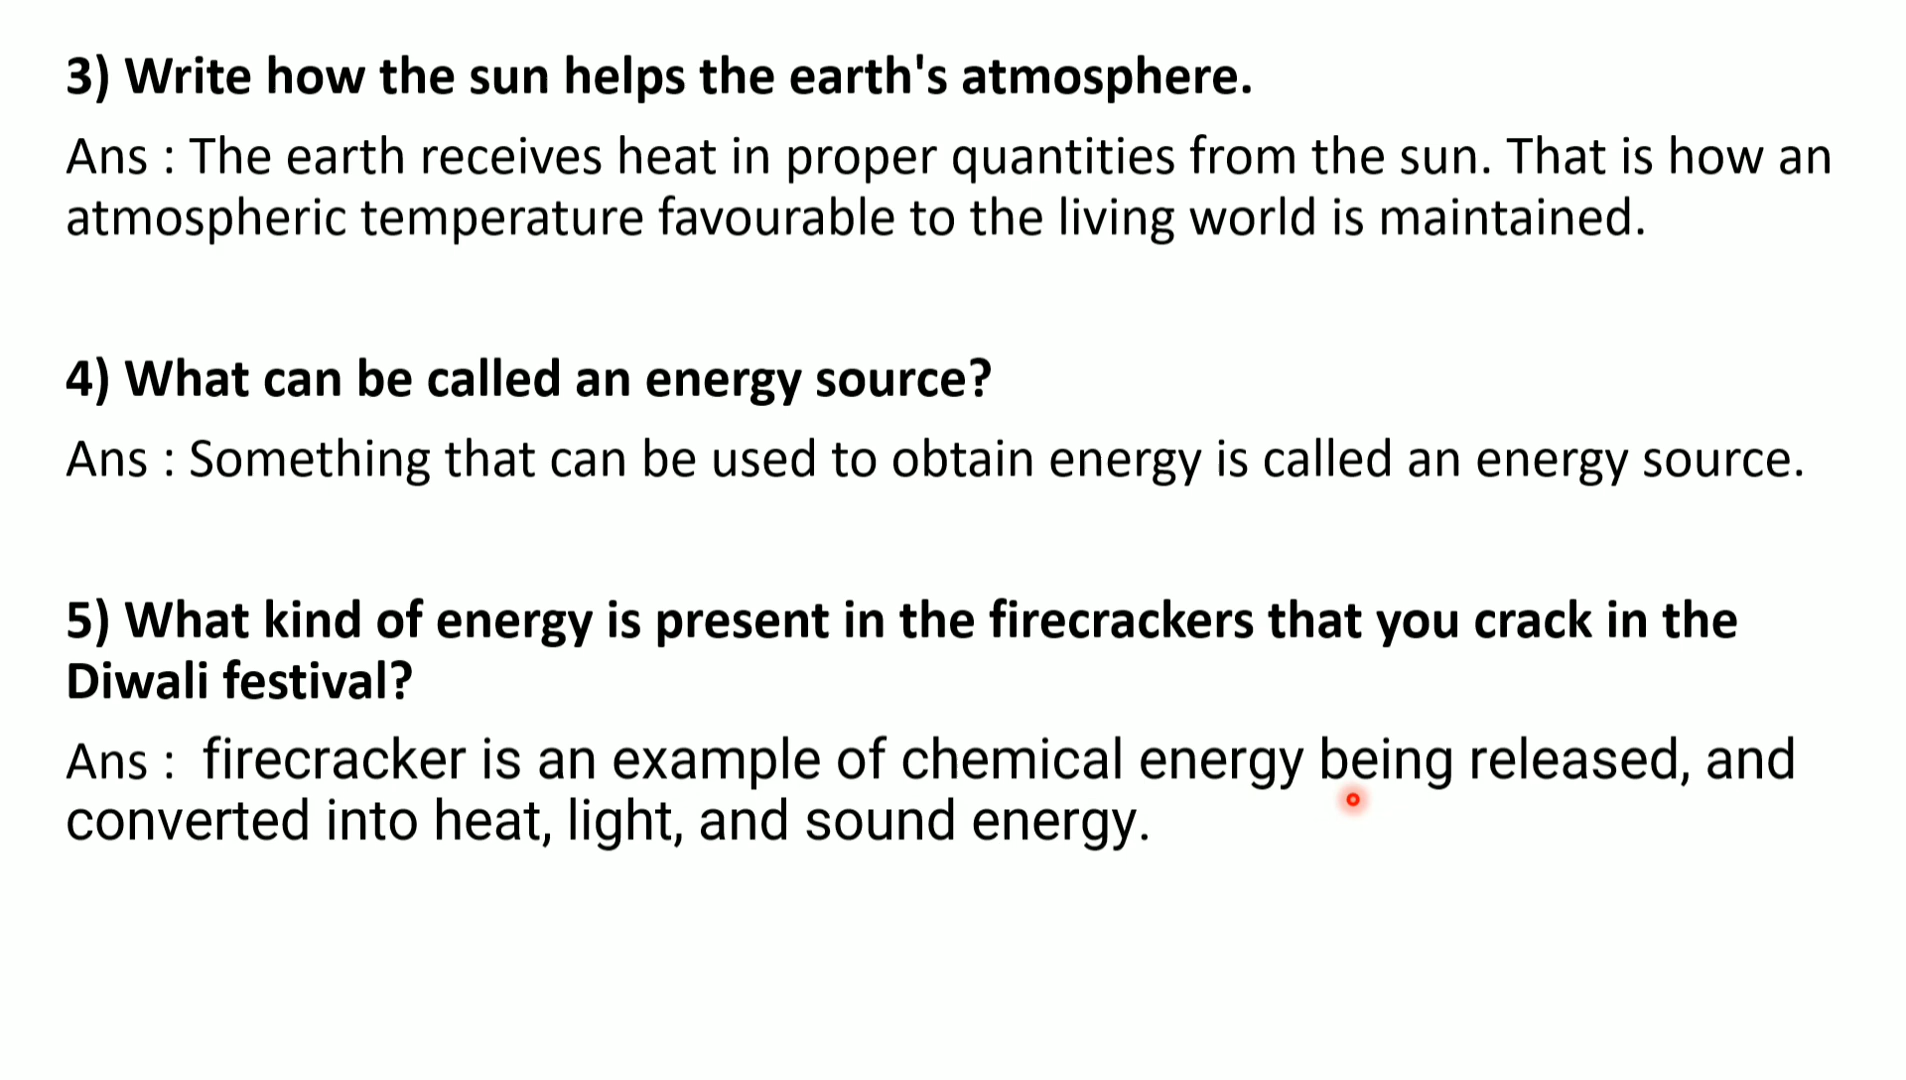 3) Write how the sun helps the earth's atmosphere.
Ans : The earth receives heat in proper quantities from the sun. That is how an
atmospheric temperature favourable to the living world is maintained.
4) What can be called an energy source?
Ans : Something that can be used to obtain energy is called an energy source.
5) What kind of energy is present in the firecrackers that you crack in the
Diwali festival?
Ans :  firecracker is an example of chemical energy being released, and
converted into heat, light, and sound energy.